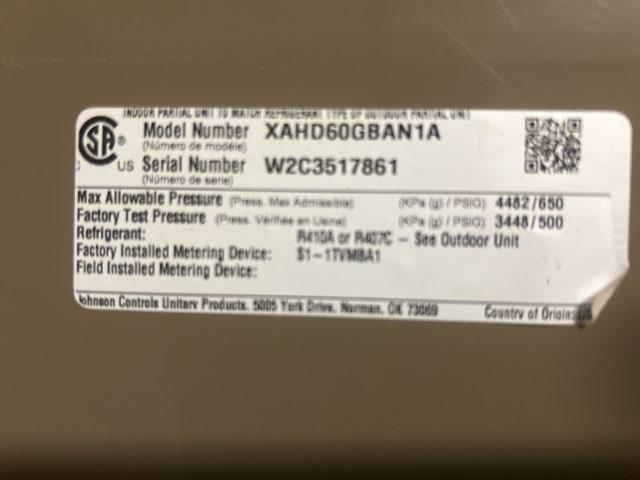 INDOOR PARTIAL UNIT TO MATCH REFRIGERANT TYPE OF OUTDOOR PARTIAL UNIT
SA ® Model Number XAHD60GBAN1A
(Número de modèle)
C US Serial Number W2C3517861
(Número de serie)
Max Allowable Pressure (Press. Max Admissible) (KPa (g) / PSIG) 4482/650
Factory Test Pressure (Press. Vérifiée en Usine) (KPa (g) / PSIG) 3448/500
Refrigerant: R410A or R407C - See Outdoor Unit
Factory Installed Metering Device: S1-1TVMBA1
Field Installed Metering Device:
Johnson Controls Unitary Products, 5005 York Drive, Norman, OK 73069 Country of Origin: US